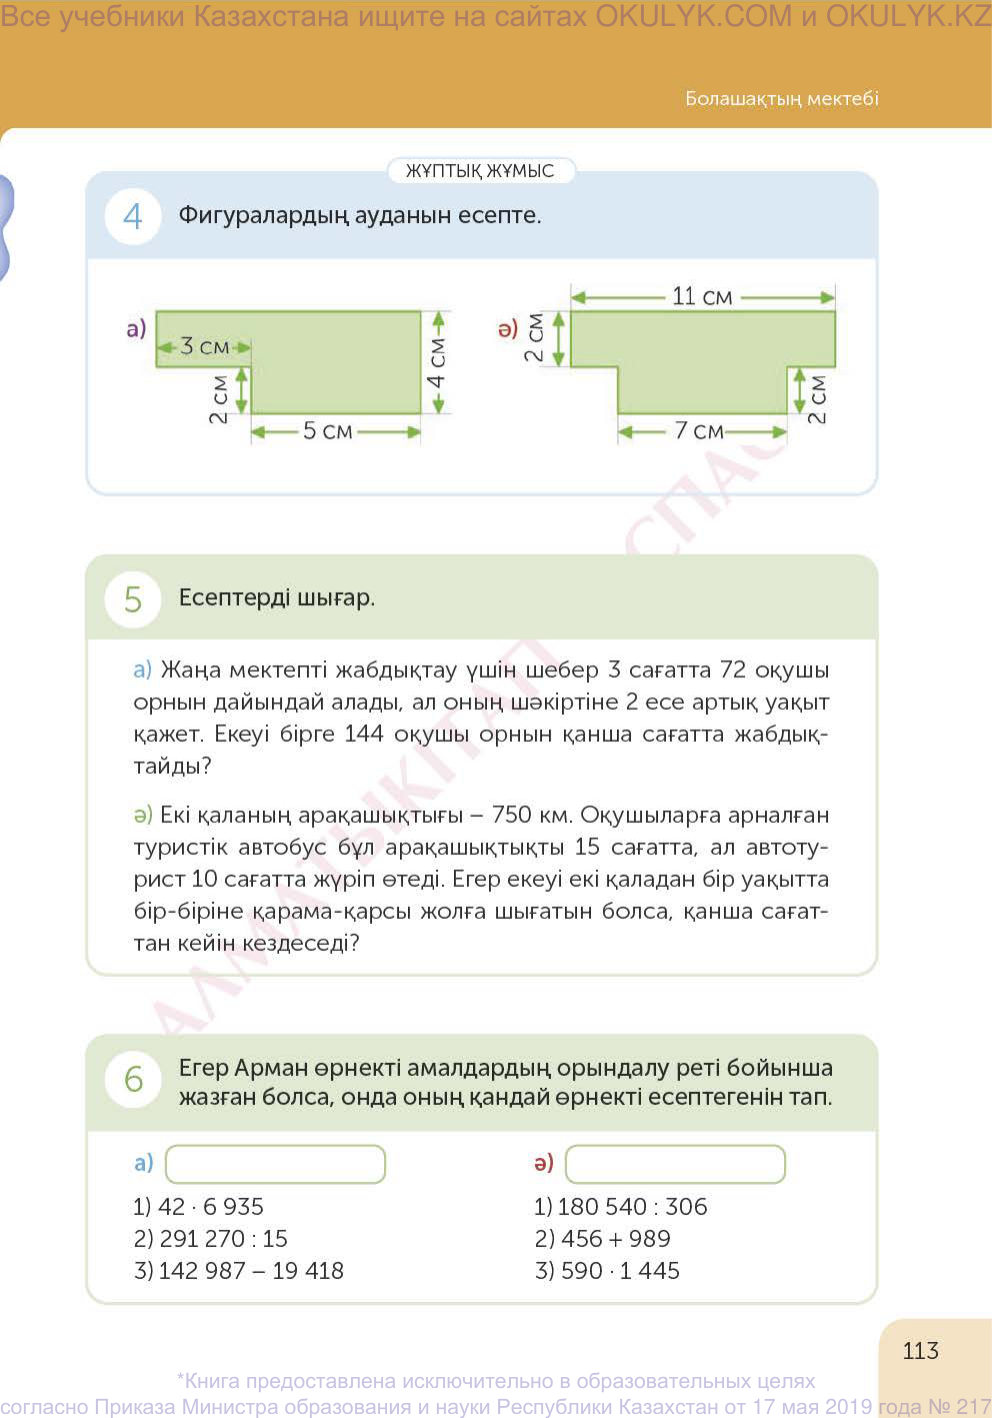 Все учебники Казахстана ищите на сайтах OKULYK.COM и OKULYK.KZ
Болашақтың мектебі
ЖҰПТЫҚ ЖҰМЫС
4 Фигуралардың ауданын есепте.
а)
3 см
2 см
5 см
4 см
ә)
11 см
2 см
7 см
2 см
5 Есептерді шығар.
а) Жаңа мектепті жабдықтау үшін шебер 3 сағатта 72 оқушы
орнын дайындай алады, ал оның шәкіртіне 2 есе артық уақыт
қажет. Екеуі бірге 144 оқушы орнын қанша сағатта жабдық-
тайды?
ә) Екі қаланың арақашықтығы – 750 км. Оқушыларға арналған
туристік автобус бұл арақашықтықты 15 сағатта, ал автоту-
рист 10 сағатта жүріп өтеді. Егер екеуі екі қаладан бір уақытта
бір-біріне қарама-қарсы жолға шығатын болса, қанша сағат-
тан кейін кездеседі?
6 Егер Арман өрнекті амалдардың орындалу реті бойынша
жазған болса, онда оның қандай өрнекті есептегенін тап.
а)
1) 42 · 6 935
2) 291 270 : 15
3) 142 987 – 19 418
ә)
1) 180 540 : 306
2) 456 + 989
3) 590 · 1 445
АЛМАТЫКІТАП БАСПАСЫ
113
*Книга предоставлена исключительно в образовательных целях
согласно Приказа Министра образования и науки Республики Казахстан от 17 мая 2019 года № 217